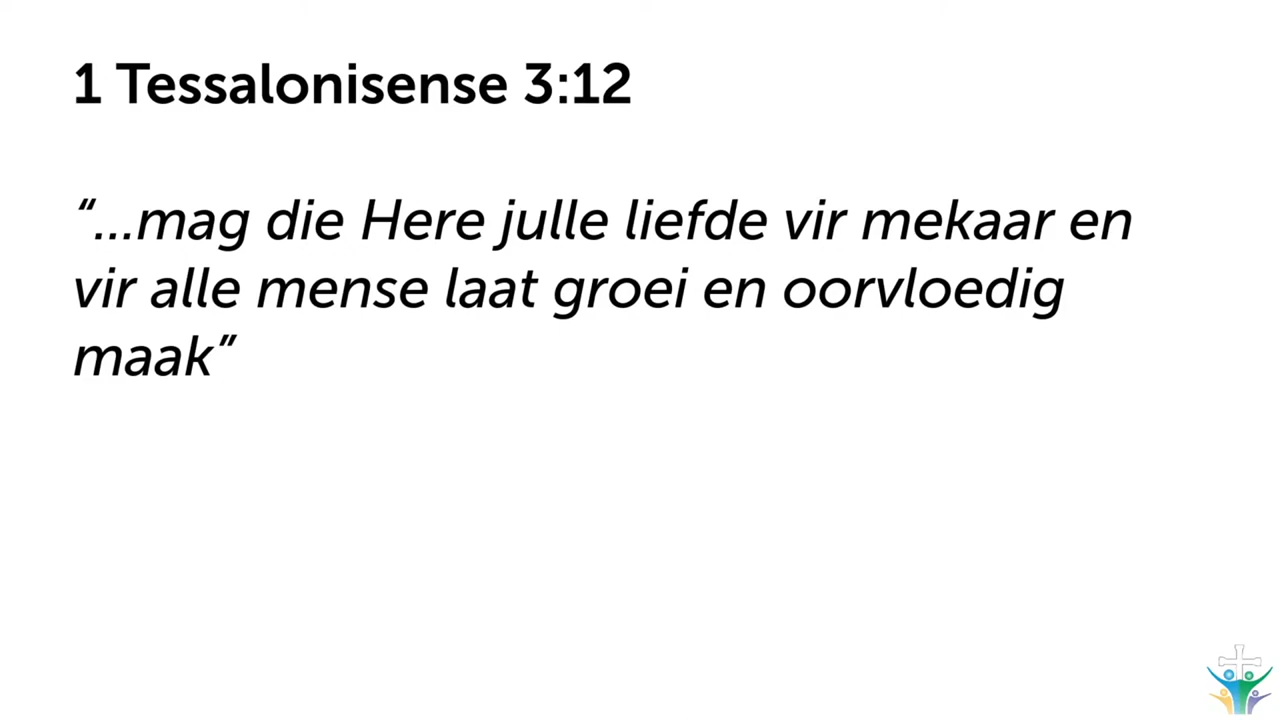 1 Tessalonisense 3:12
“...mag die Here julle liefde vir mekaar en
vir alle mense laat groei en oorvloedig
maak”